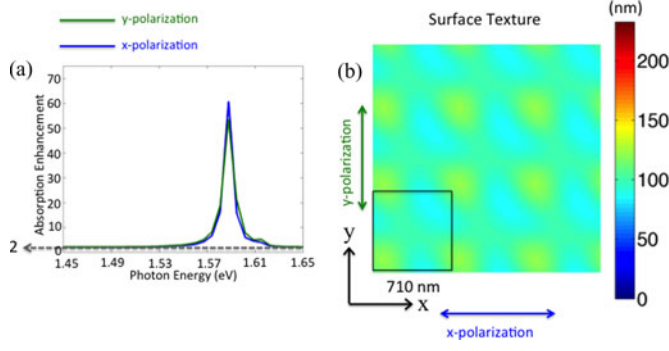 y-polarization
x-polarization
(a)
Absorption Enhancement
70
60
50
40
30
20
10
2
1.45 1.49 1.53 1.57 1.61 1.65
Photon Energy (eV)
(b)
Surface Texture
y-polarization
y
x
710 nm
x-polarization
(nm)
200
150
100
50
0